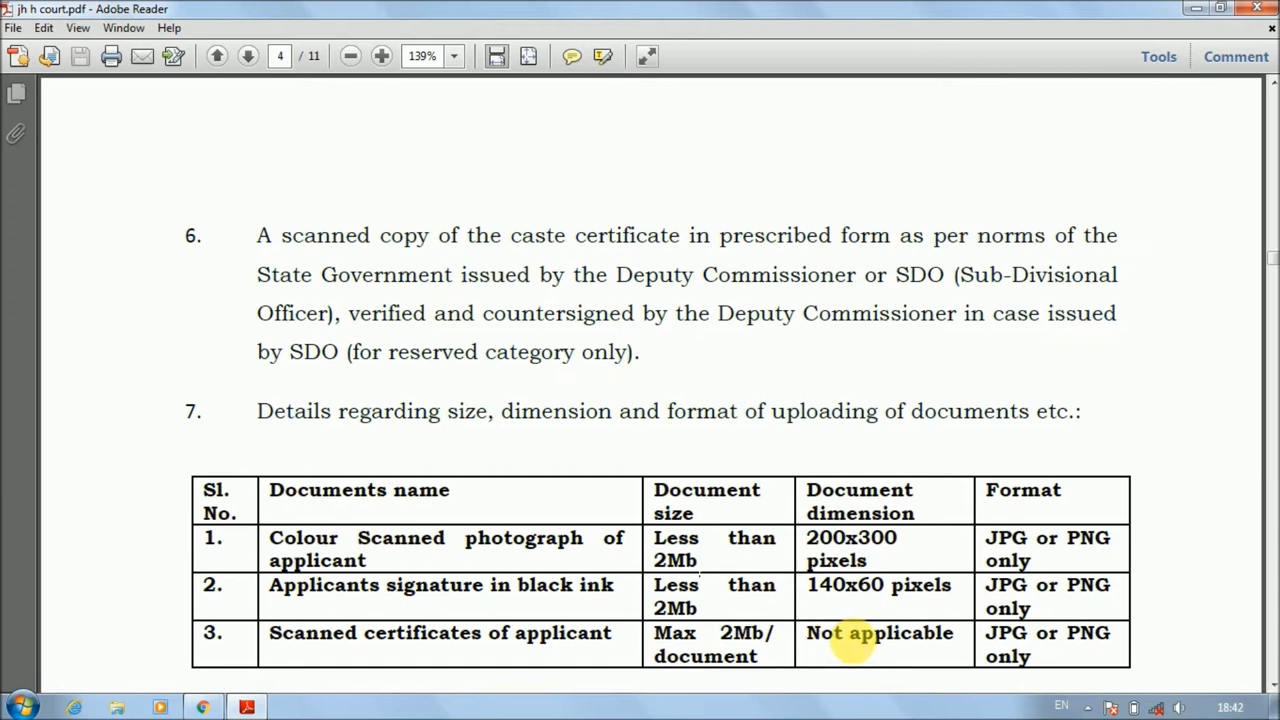 jh h court.pdf - Adobe Reader
File Edit View Window Help
4 / 11 139% Tools Comment
6. A scanned copy of the caste certificate in prescribed form as per norms of the
State Government issued by the Deputy Commissioner or SDO (Sub-Divisional
Officer), verified and countersigned by the Deputy Commissioner in case issued
by SDO (for reserved category only).
7. Details regarding size, dimension and format of uploading of documents etc.:
Sl. Documents name Document Document Format
No. size dimension
1. Colour Scanned photograph of Less than 200x300 JPG or PNG
applicant 2Mb pixels only
2. Applicants signature in black ink Less than 140x60 pixels JPG or PNG
2Mb only
3. Scanned certificates of applicant Max 2Mb/ Not applicable JPG or PNG
document only
EN 18:42